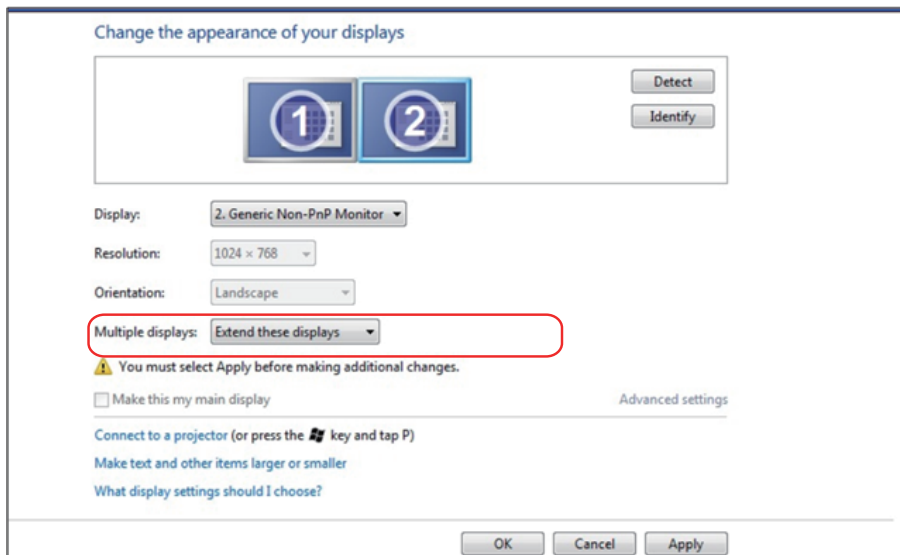 Change the appearance of your displays
1 2
Detect
Identify
Display: 2. Generic Non-PnP Monitor
Resolution: 1024 × 768
Orientation: Landscape
Multiple displays: Extend these displays
You must select Apply before making additional changes.
Make this my main display Advanced settings
Connect to a projector (or press the key and tap P)
Make text and other items larger or smaller
What display settings should I choose?
OK Cancel Apply